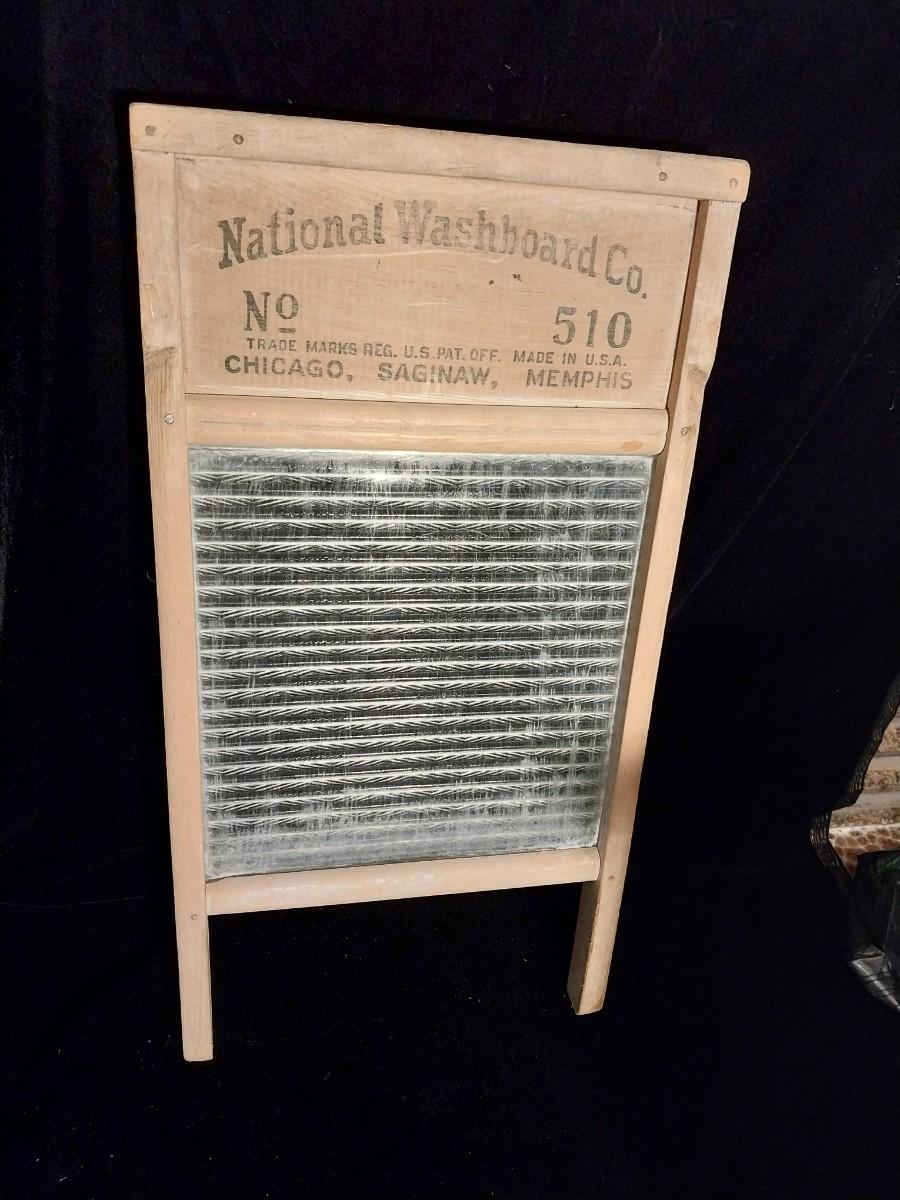 National Washboard Co.
No 510
TRADE MARKS REG. U.S. PAT. OFF. MADE IN U.S.A.
CHICAGO, SAGINAW, MEMPHIS